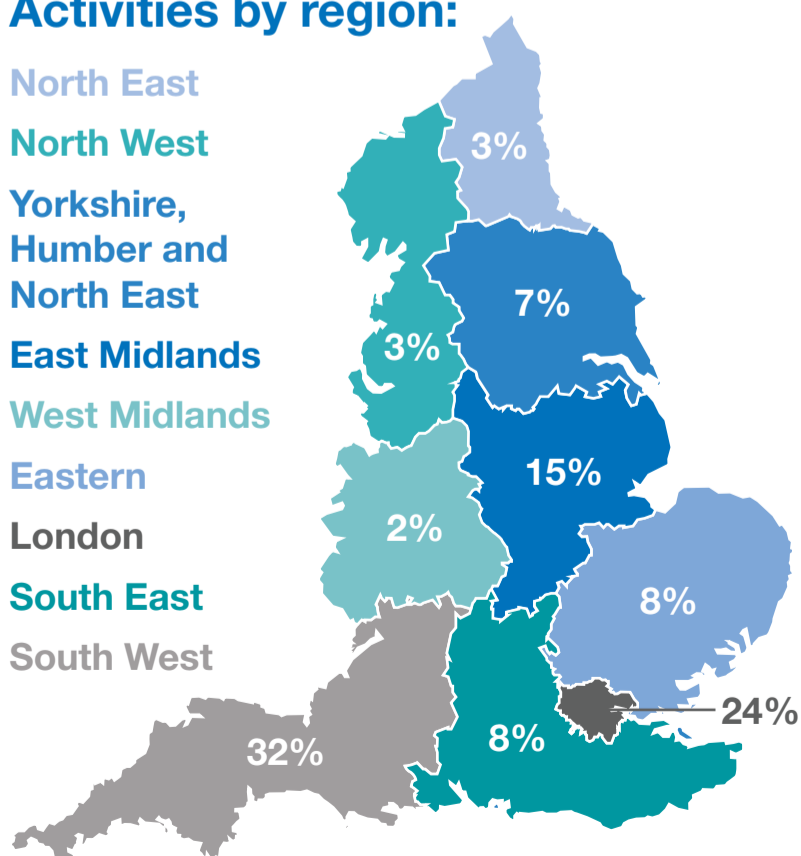 Activities by region:
North East
North West
Yorkshire,
Humber and
North East
East Midlands
West Midlands
Eastern
London
South East
South West
3%
7%
3%
15%
2%
8%
24%
8%
32%